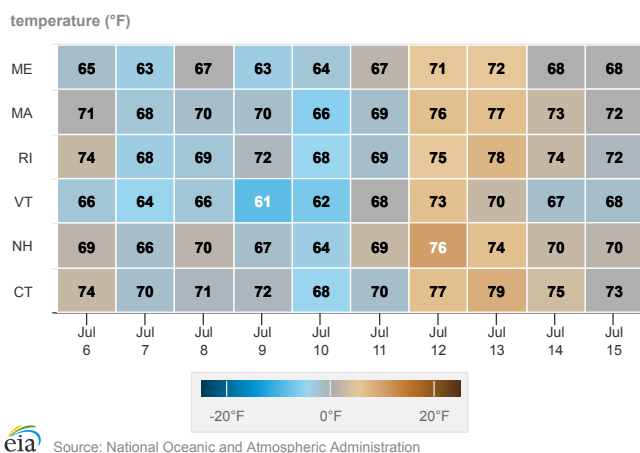 temperature (°F)
ME 65 63 67 63 64 67 71 72 68 68
MA 71 68 70 70 66 69 76 77 73 72
RI 74 68 69 72 68 69 75 78 74 72
VT 66 64 66 61 62 68 73 70 67 68
NH 69 66 70 67 64 69 76 74 70 70
CT 74 70 71 72 68 70 77 79 75 73
Jul Jul Jul Jul Jul Jul Jul Jul Jul Jul
6 7 8 9 10 11 12 13 14 15
-20°F 0°F 20°F
eia Source: National Oceanic and Atmospheric Administration